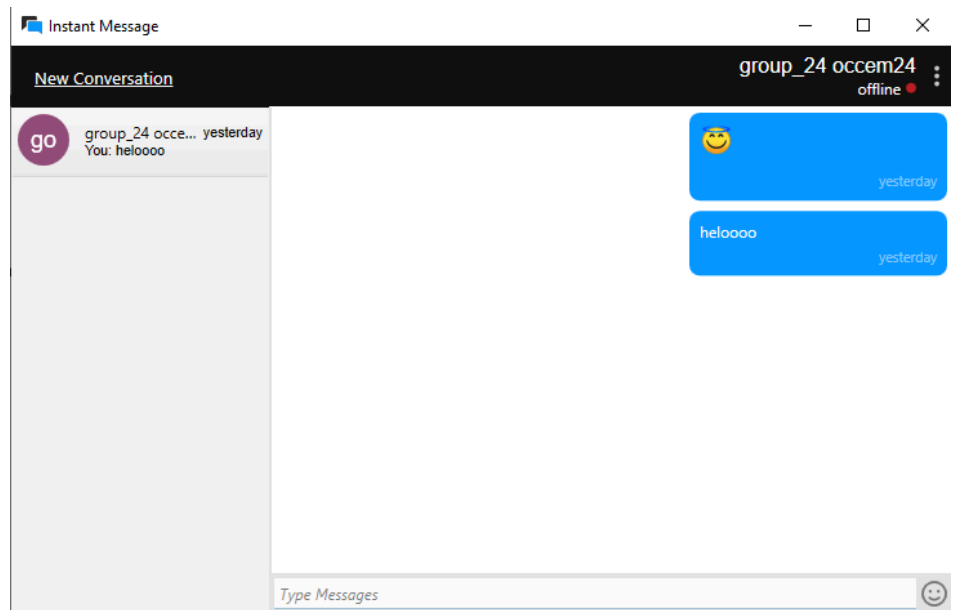 Instant Message
New Conversation
group_24 occem24
offline
go
group_24 occe... yesterday
You: heloooo
yesterday
heloooo
yesterday
Type Messages